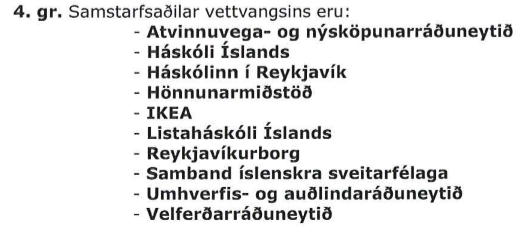 4. gr. Samstarfsaðilar vettvangsins eru:
- Atvinnuvega- og nýsköpunarráðuneytið
- Háskóli Íslands
- Háskólinn í Reykjavík
- Hönnunarmiðstöð
- IKEA
- Listaháskóli Íslands
- Reykjavíkurborg
- Samband íslenskra sveitarfélaga
- Umhverfis- og auðlindaráðuneytið
- Velferðarráðuneytið